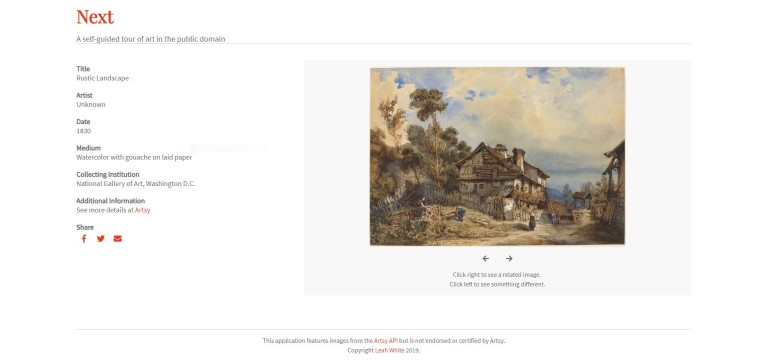 Next
A self-guided tour of art in the public domain
Title
Rustic Landscape
Artist
Unknown
Date
1830
Medium
Watercolor with gouache on laid paper
Collecting Institution
National Gallery of Art, Washington D.C.
Additional Information
See more details at Artsy
Share
Click right to see a related image.
Click left to see something different.
This application features images from the Artsy API but is not endorsed or certified by Artsy.
Copyright Leah White 2019.